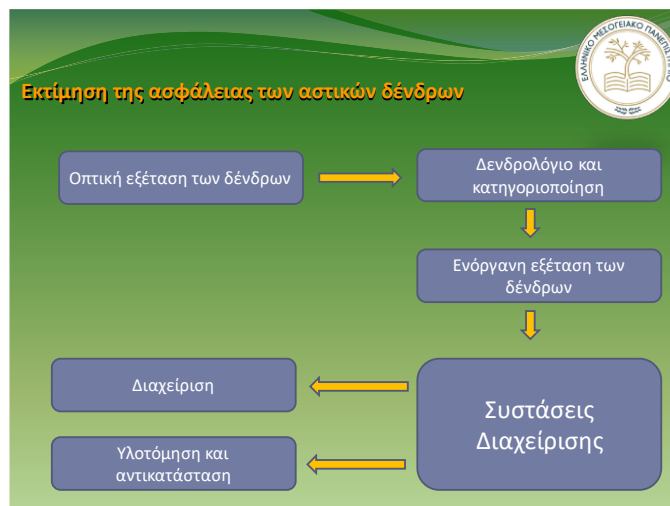 ΕΛΛΗΝΙΚΟ ΜΕΣΟΓΕΙΑΚΟ ΠΑΝΕΠΙΣΤΗΜΙΟ
Εκτίμηση της ασφάλειας των αστικών δένδρων
Οπτική εξέταση των δένδρων
Δενδρολόγιο και
κατηγοριοποίηση
Ενόργανη εξέταση των
δένδρων
Διαχείριση
Συστάσεις
Διαχείρισης
Υλοτόμηση και
αντικατάσταση